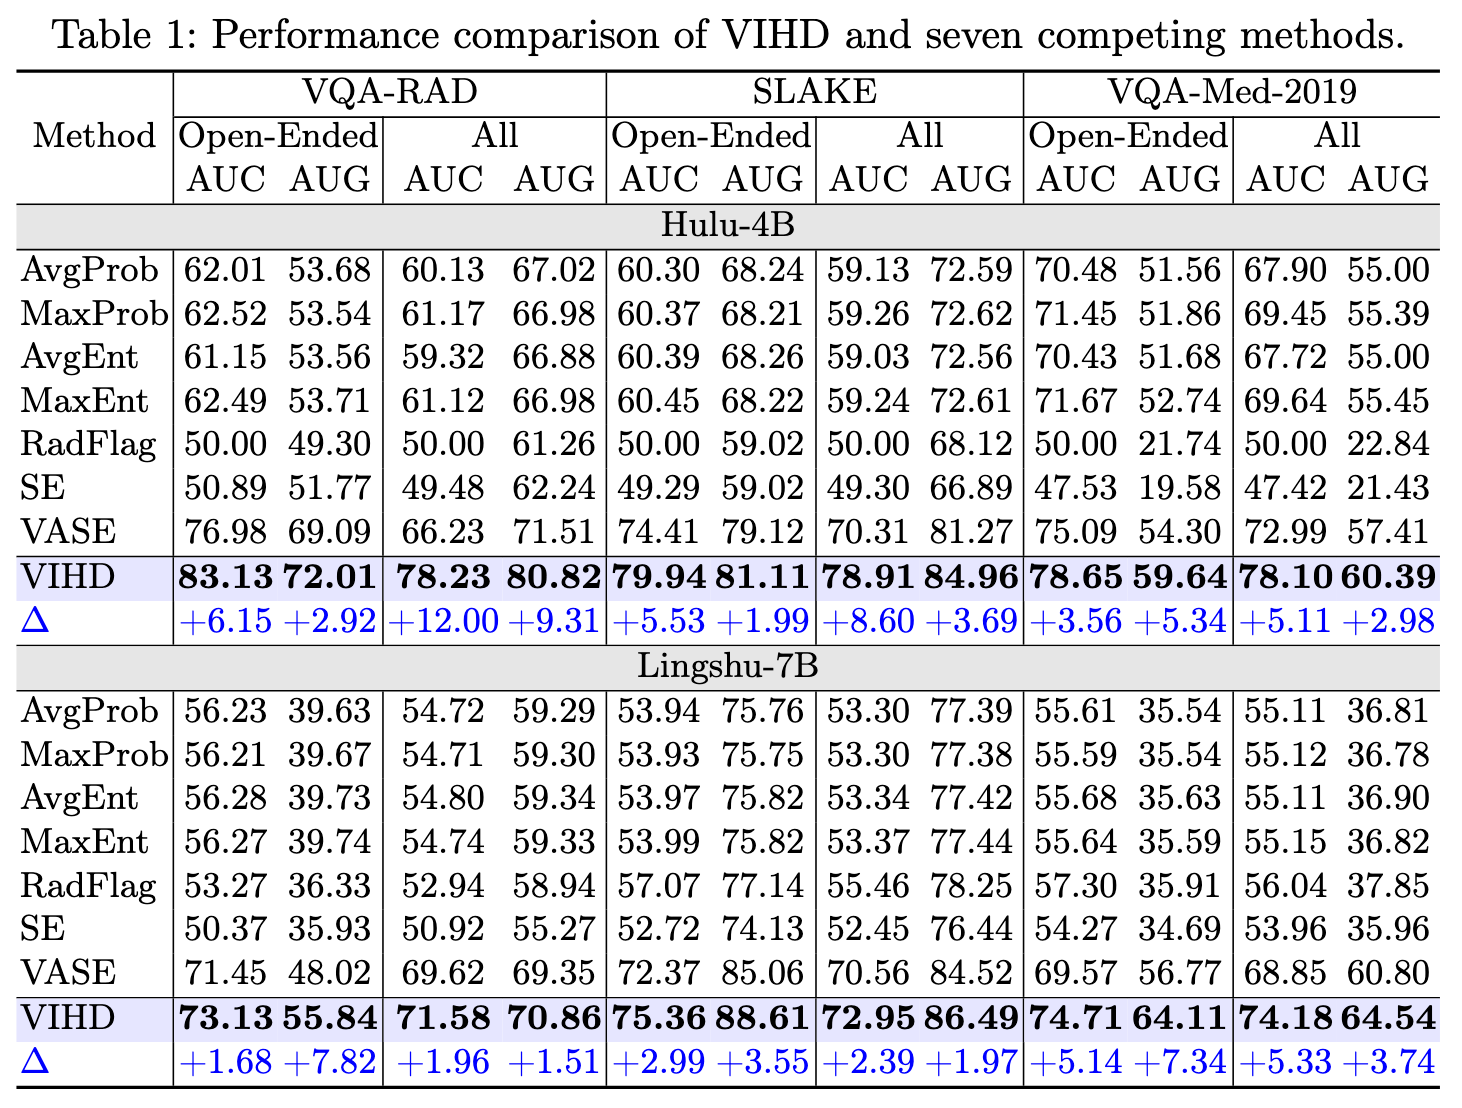 Table 1: Performance comparison of VIHD and seven competing methods.
VQA-RAD SLAKE VQA-Med-2019
Method Open-Ended All Open-Ended All Open-Ended All
AUC AUG AUC AUG AUC AUG AUC AUG AUC AUG AUC AUG
Hulu-4B
AvgProb 62.01 53.68 60.13 67.02 60.30 68.24 59.13 72.59 70.48 51.56 67.90 55.00
MaxProb 62.52 53.54 61.17 66.98 60.37 68.21 59.26 72.62 71.45 51.86 69.45 55.39
AvgEnt 61.15 53.56 59.32 66.88 60.39 68.26 59.03 72.56 70.43 51.68 67.72 55.00
MaxEnt 62.49 53.71 61.12 66.98 60.45 68.22 59.24 72.61 71.67 52.74 69.64 55.45
RadFlag 50.00 49.30 50.00 61.26 50.00 59.02 50.00 68.12 50.00 21.74 50.00 22.84
SE 50.89 51.77 49.48 62.24 49.29 59.02 49.30 66.89 47.53 19.58 47.42 21.43
VASE 76.98 69.09 66.23 71.51 74.41 79.12 70.31 81.27 75.09 54.30 72.99 57.41
VIHD 83.13 72.01 78.23 80.82 79.94 81.11 78.91 84.96 78.65 59.64 78.10 60.39
Δ +6.15 +2.92 +12.00 +9.31 +5.53 +1.99 +8.60 +3.69 +3.56 +5.34 +5.11 +2.98
Lingshu-7B
AvgProb 56.23 39.63 54.72 59.29 53.94 75.76 53.30 77.39 55.61 35.54 55.11 36.81
MaxProb 56.21 39.67 54.71 59.30 53.93 75.75 53.30 77.38 55.59 35.54 55.12 36.78
AvgEnt 56.28 39.73 54.80 59.34 53.97 75.82 53.34 77.42 55.68 35.63 55.11 36.90
MaxEnt 56.27 39.74 54.74 59.33 53.99 75.82 53.37 77.44 55.64 35.59 55.15 36.82
RadFlag 53.27 36.33 52.94 58.94 57.07 77.14 55.46 78.25 57.30 35.91 56.04 37.85
SE 50.37 35.93 50.92 55.27 52.72 74.13 52.45 76.44 54.27 34.69 53.96 35.96
VASE 71.45 48.02 69.62 69.35 72.37 85.06 70.56 84.52 69.57 56.77 68.85 60.80
VIHD 73.13 55.84 71.58 70.86 75.36 88.61 72.95 86.49 74.71 64.11 74.18 64.54
Δ +1.68 +7.82 +1.96 +1.51 +2.99 +3.55 +2.39 +1.97 +5.14 +7.34 +5.33 +3.74